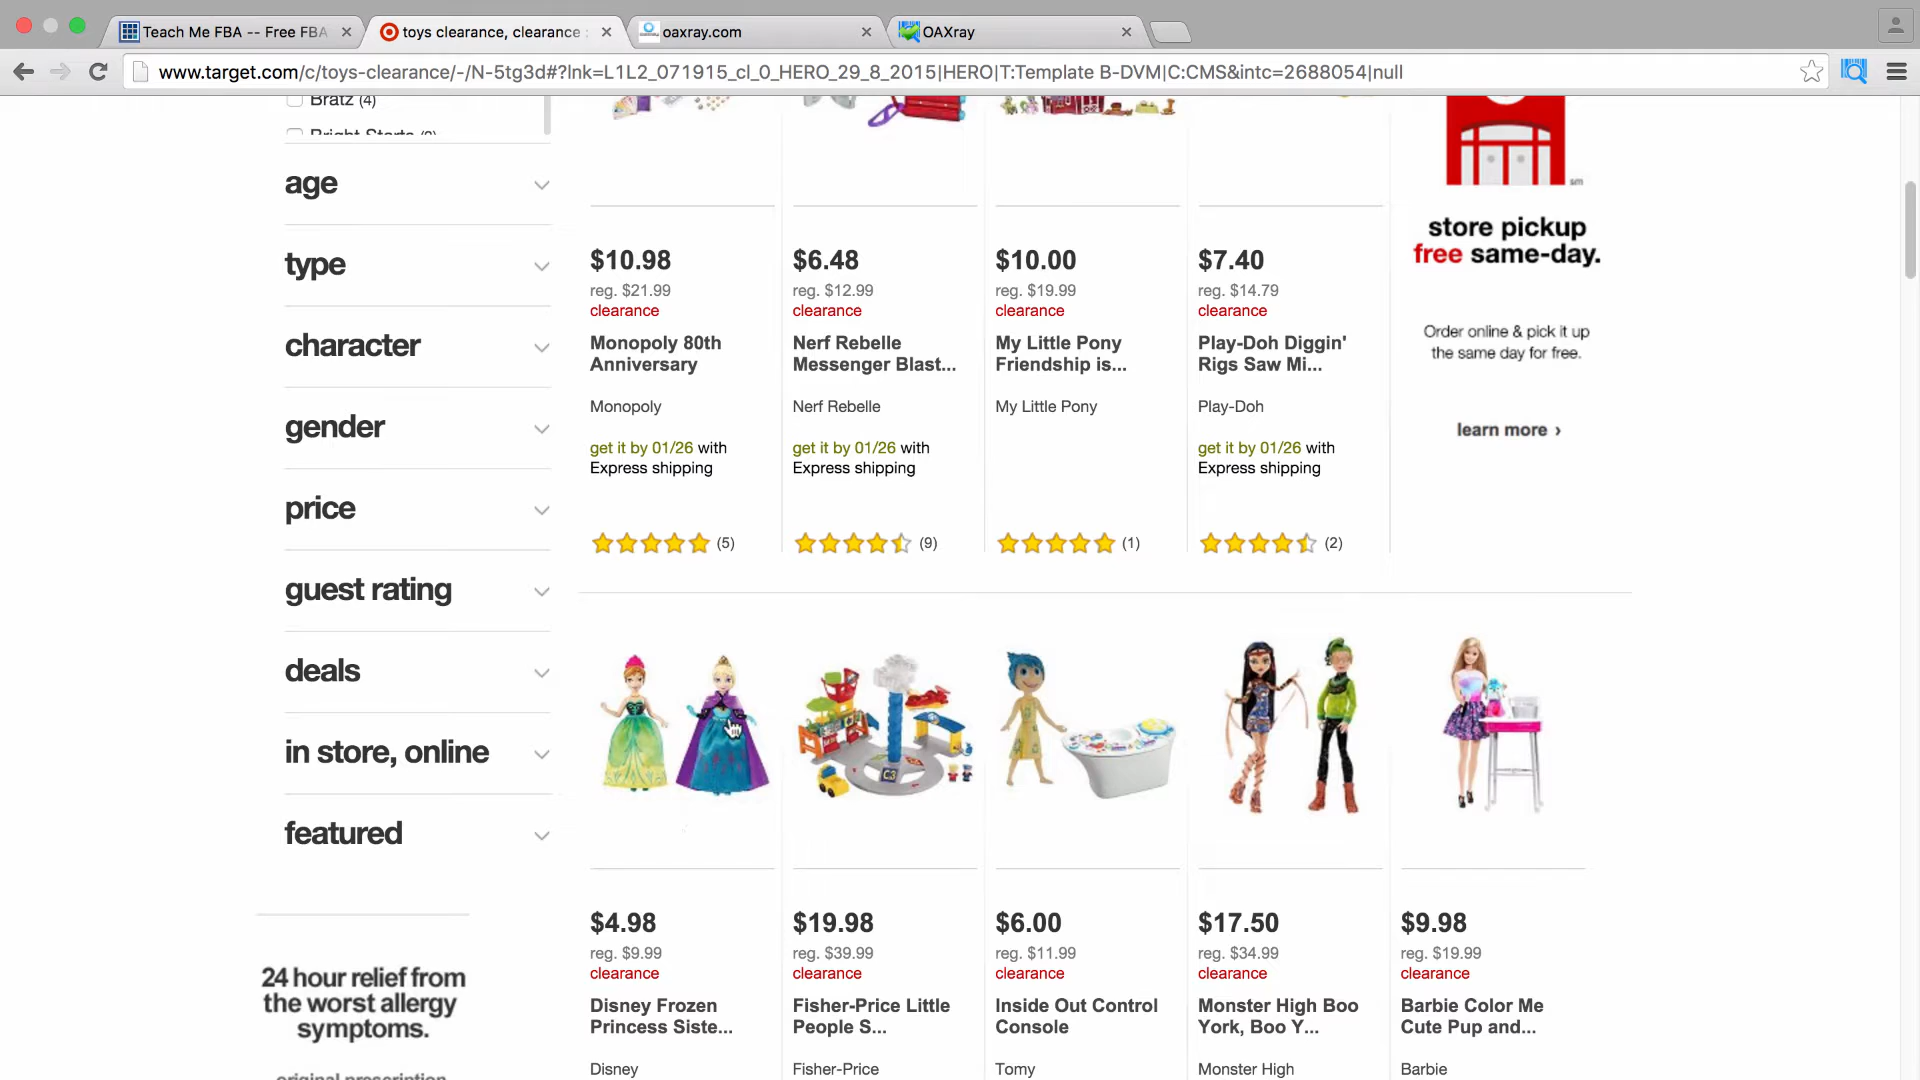 Teach Me FBA -- Free FBA
toys clearance, clearance
oaxray.com
OAXray
www.target.com/c/toys-clearance/-/N-5tg3d#?lnk=L1L2_071915_cl_0_HERO_29_8_2015|HERO|T:Template B-DVM|C:CMS&intc=2688054|null
Bratz (4)
Bright Starts
age
type
character
gender
price
guest rating
deals
in store, online
featured
24 hour relief from
the worst allergy
symptoms.
original prescription
$10.98
reg. $21.99
clearance
Monopoly 80th
Anniversary
Monopoly
get it by 01/26 with
Express shipping
(5)
$6.48
reg. $12.99
clearance
Nerf Rebelle
Messenger Blast...
Nerf Rebelle
get it by 01/26 with
Express shipping
(9)
$10.00
reg. $19.99
clearance
My Little Pony
Friendship is...
My Little Pony
(1)
$7.40
reg. $14.79
clearance
Play-Doh Diggin'
Rigs Saw Mi...
Play-Doh
get it by 01/26 with
Express shipping
(2)
sm
store pickup
free same-day.
Order online & pick it up
the same day for free.
learn more ›
$4.98
reg. $9.99
clearance
Disney Frozen
Princess Siste...
Disney
$19.98
reg. $39.99
clearance
Fisher-Price Little
People S...
Fisher-Price
$6.00
reg. $11.99
clearance
Inside Out Control
Console
Tomy
$17.50
reg. $34.99
clearance
Monster High Boo
York, Boo Y...
Monster High
$9.98
reg. $19.99
clearance
Barbie Color Me
Cute Pup and...
Barbie